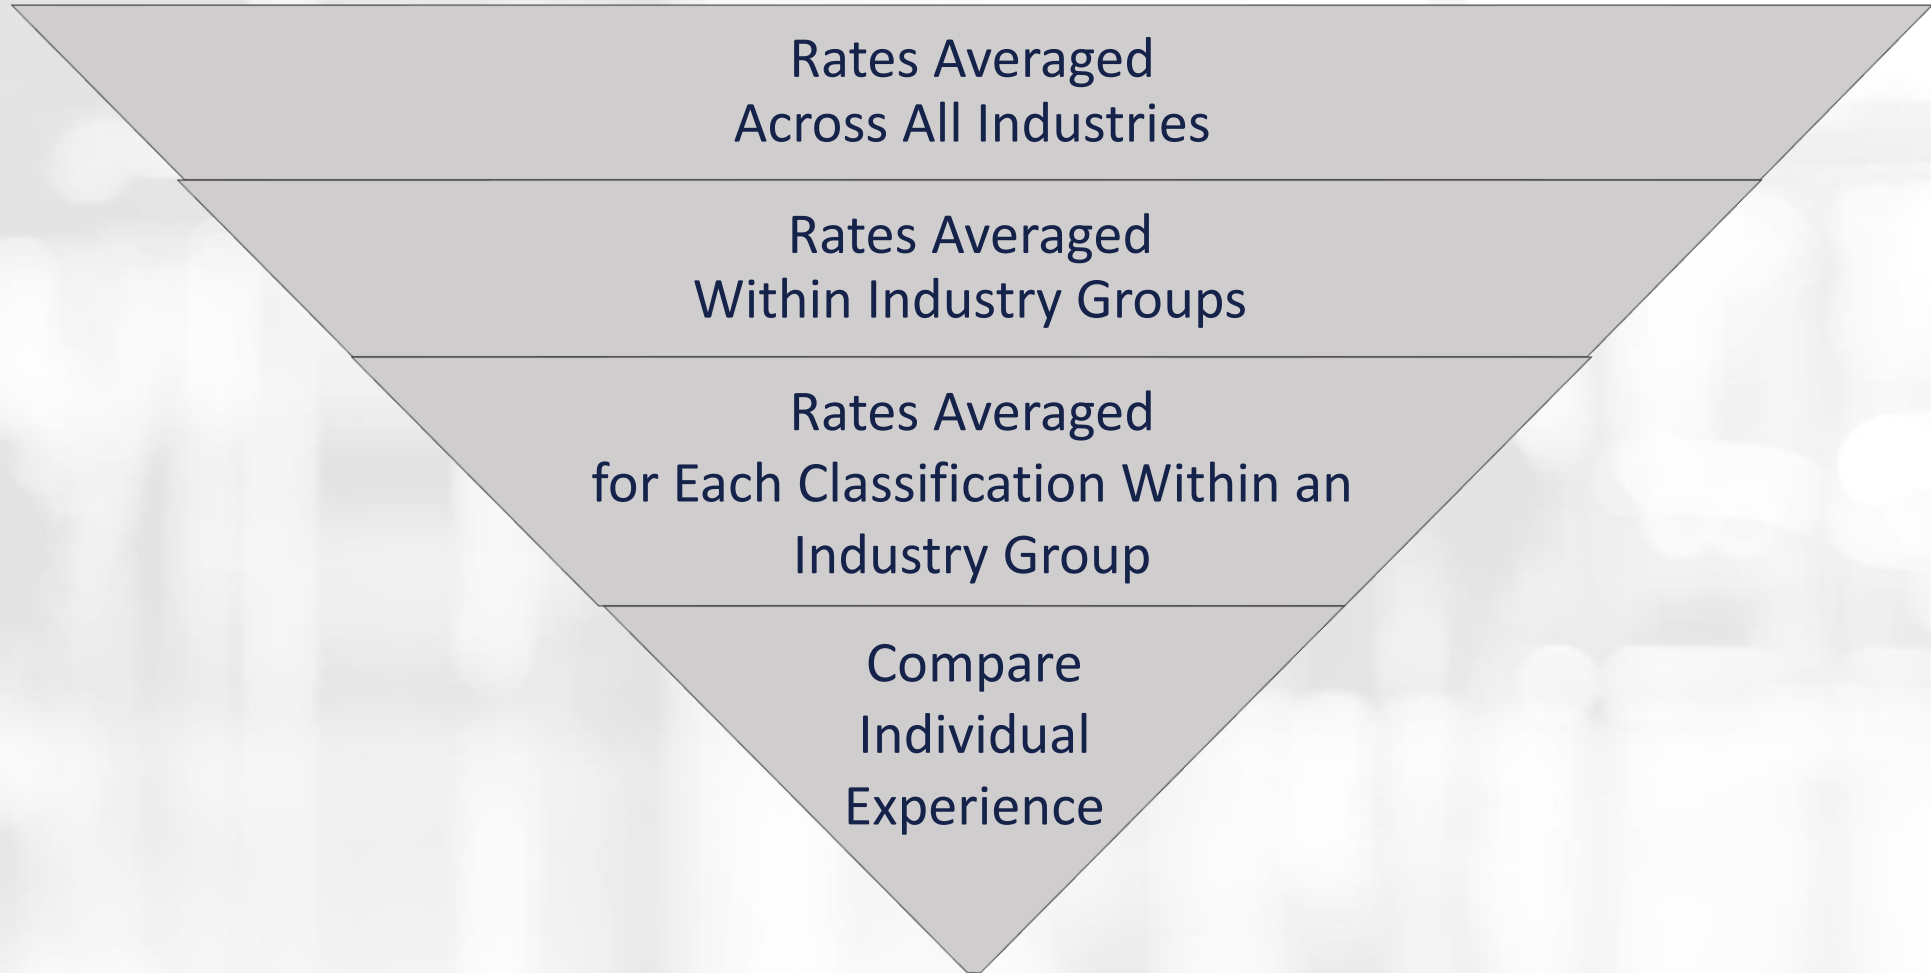 Rates Averaged
Across All Industries
Rates Averaged
Within Industry Groups
Rates Averaged
for Each Classification Within an
Industry Group
Compare
Individual
Experience